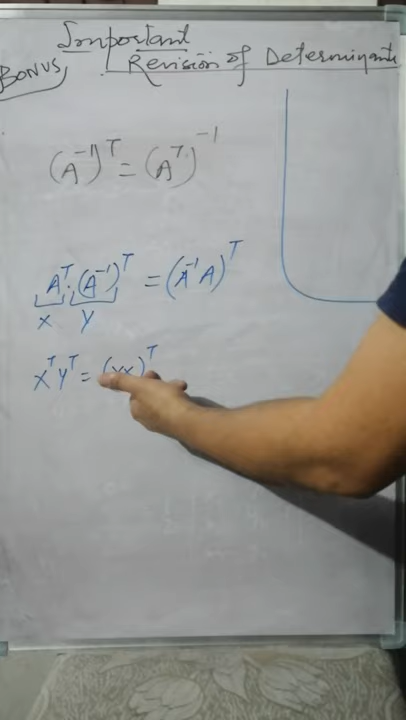 Important
BONUS, Revision of Determinants
(A⁻¹)ᵀ = (Aᵀ)⁻¹
Aᵀ·(A⁻¹)ᵀ = (A⁻¹A)ᵀ
X Y
XᵀYᵀ = (YX)ᵀ